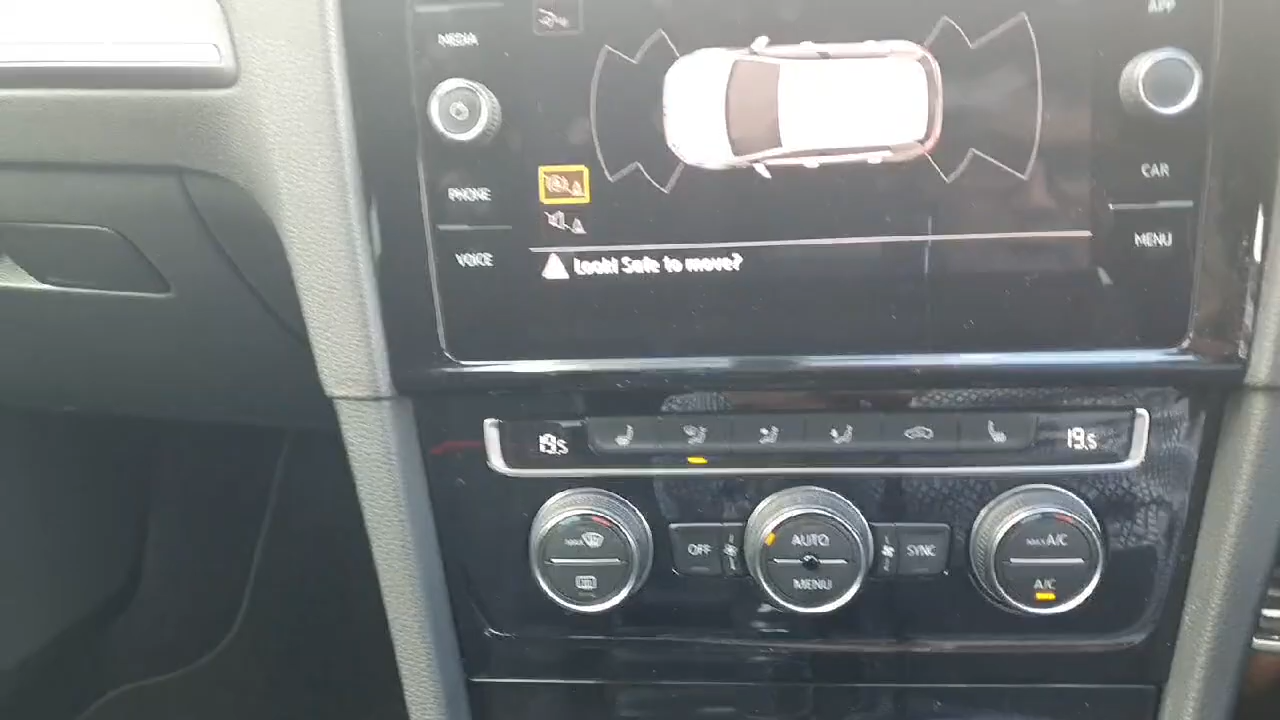 APP
MEDIA
CAR
PHONE
MENU
VOICE
Look! Safe to move?
19.5
19.5
MAX
OFF
AUTO
MENU
SYNC
MAX A/C
A/C